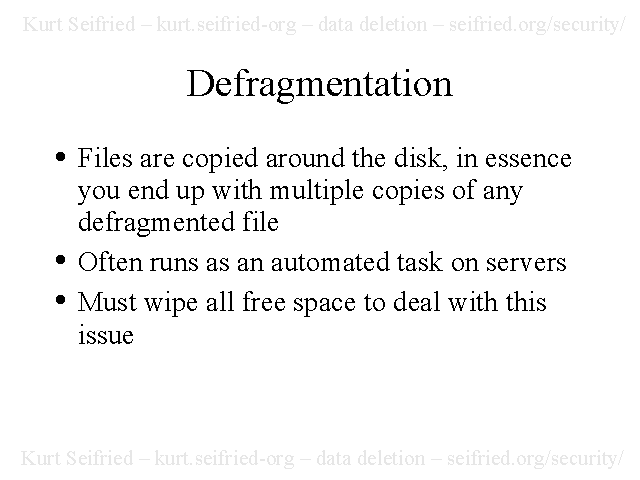 Kurt Seifried – kurt.seifried-org – data deletion – seifried.org/security/
Defragmentation
• Files are copied around the disk, in essence
you end up with multiple copies of any
defragmented file
• Often runs as an automated task on servers
• Must wipe all free space to deal with this
issue
Kurt Seifried – kurt.seifried-org – data deletion – seifried.org/security/